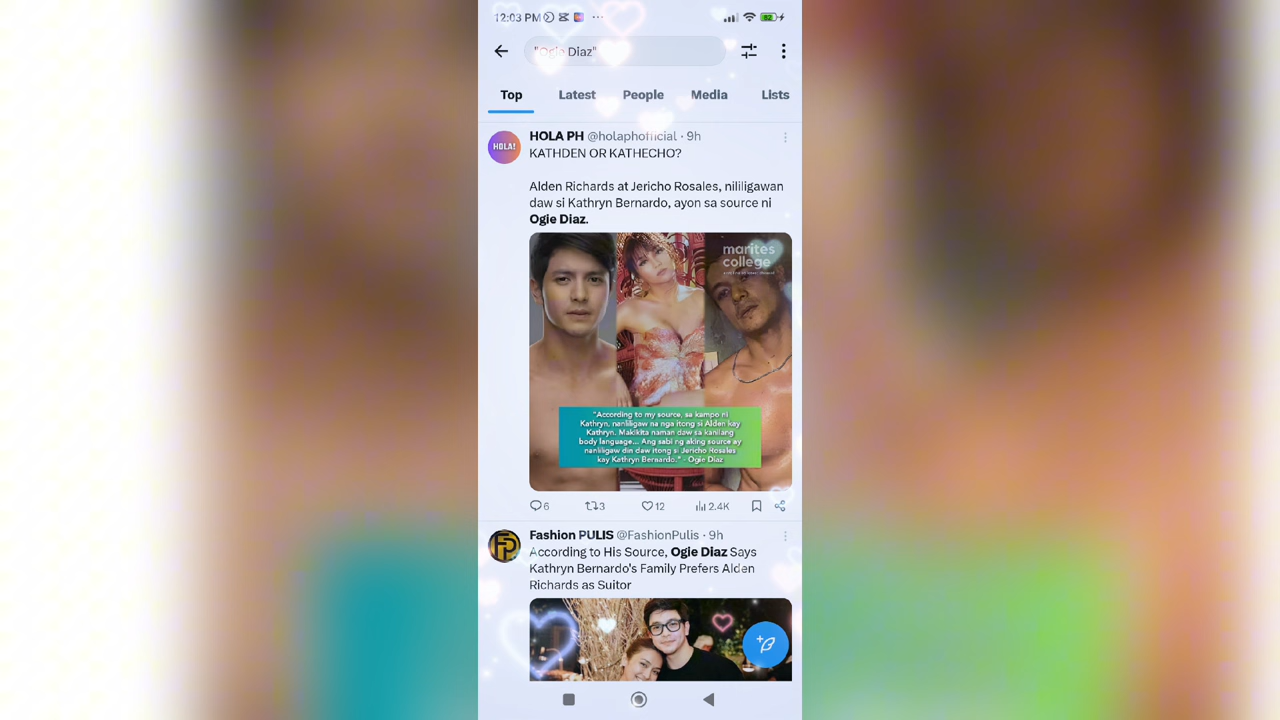 12:03 PM
82
"Ogie Diaz"
Top Latest People Media Lists
HOLA PH @holaphofficial · 9h
HOLA!
KATHDEN OR KATHECHO?
Alden Richards at Jericho Rosales, nililigawan
daw si Kathryn Bernardo, ayon sa source ni
Ogie Diaz.
marites
college
"According to my source, sa kampo ni
Kathryn, nanliligaw na nga itong si Alden kay
Kathryn. Makikita naman daw sa kanilang
body language... Ang sabi ng aking source ay
nanliligaw din daw itong si Jericho Rosales
kay Kathryn Bernardo." - Ogie Diaz
6 3 12 2.4K
Fashion PULIS @FashionPulis · 9h
FP
According to His Source, Ogie Diaz Says
Kathryn Bernardo's Family Prefers Alden
Richards as Suitor